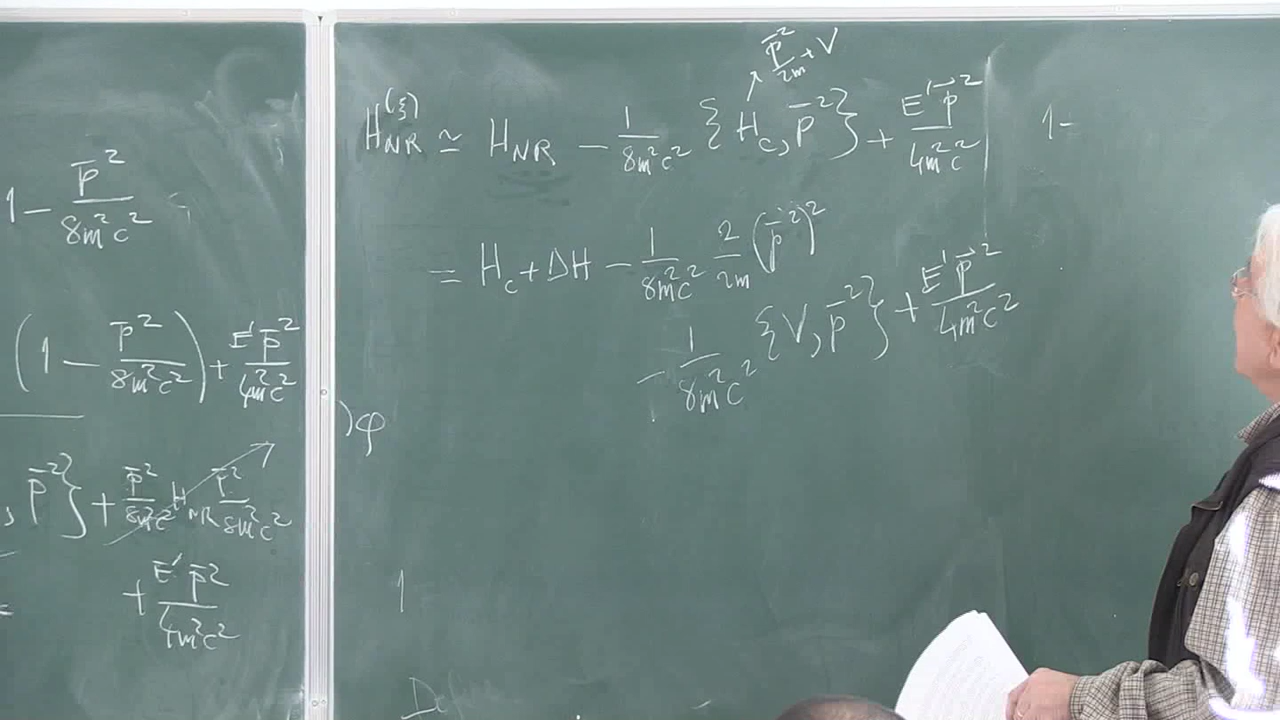 1 - p̄² / 8m²c²
(1 - p̄² / 8m²c²) + E' p̄² / 4m²c²
, p̄²} + p̄² / 8m²c² H_NR p̄² / 8m²c²
+ E' p̄² / 4m²c²
p̄² / 2m + V
H_NR^(ξ) ≃ H_NR - 1 / 8m²c² {H_c, p̄²} + E' p̄² / 4m²c²
1-
= H_c + ΔH - 1 / 8m²c² 2 / 2m (p̄²)²
- 1 / 8m²c² {V, p̄²} + E' p̄² / 4m²c²
)φ
1